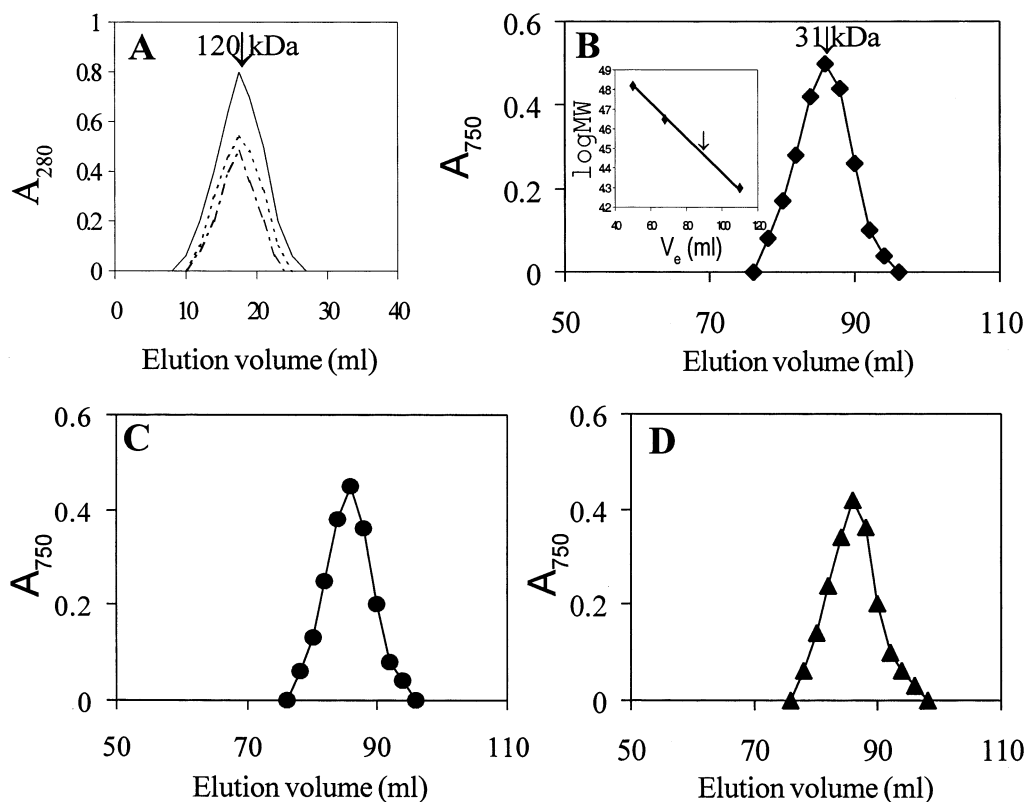 A
120 kDa
1
0.8
0.6
0.4
0.2
0
A280
0 10 20 30 40
Elution volume (ml)
B
31 kDa
0.6
0.4
0.2
0
A750
49
48
47
46
45
44
43
42
logMW
40 60 80 100 120
Ve (ml)
50 70 90 110
Elution volume (ml)
C
0.6
0.4
0.2
0
A750
50 70 90 110
Elution volume (ml)
D
0.6
0.4
0.2
0
A750
50 70 90 110
Elution volume (ml)